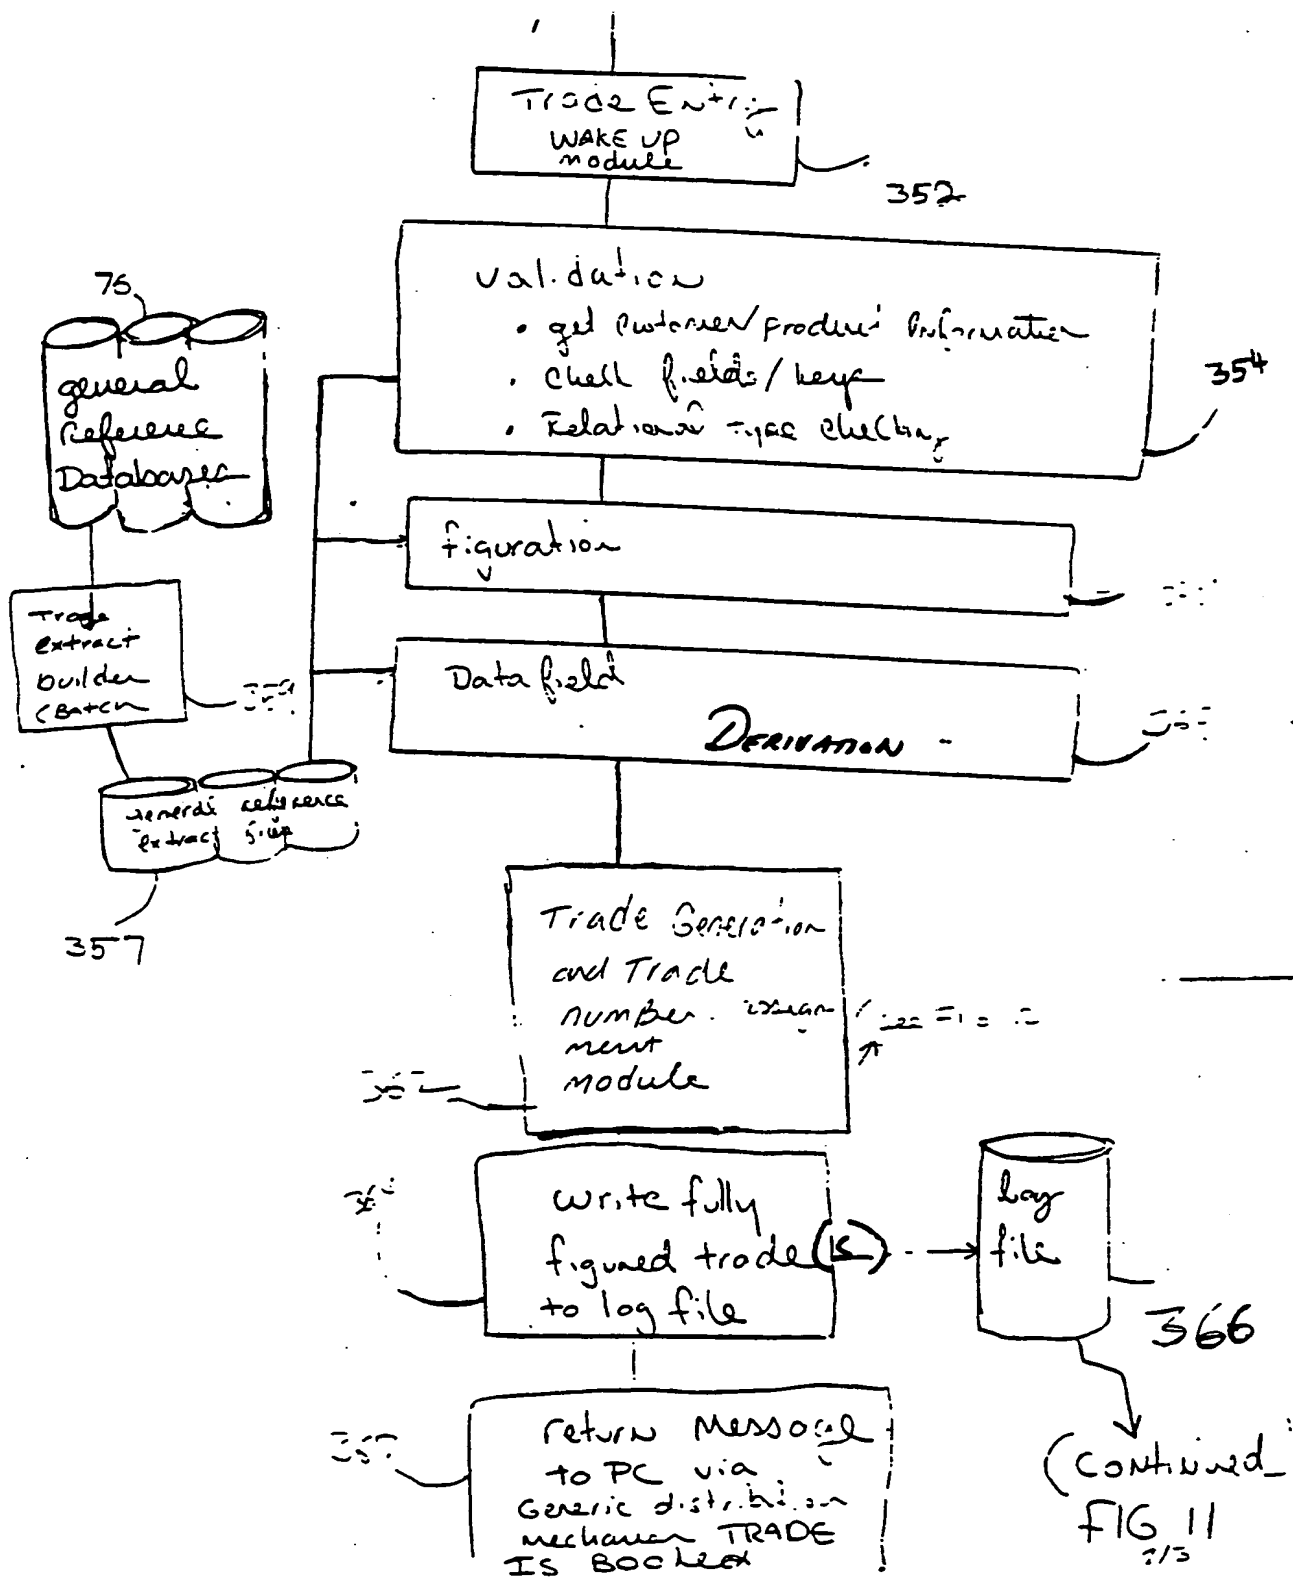 Trade Entry
WAKE UP
module
352
validation
• get customer/product information
• check fields/keys
• Relation type checking
354
76
general
reference
Databases
figuration
Trade
extract
builder
(Batch
Data field
DERIVATION -
general reference
extract files
357
Trade Generation
and Trade
number
ment
module
write fully
figured trade(s)
to log file
log
file
366
return message
to PC via
Generic distribution
mechanism TRADE
IS BOOKED
(Continued
FIG 11